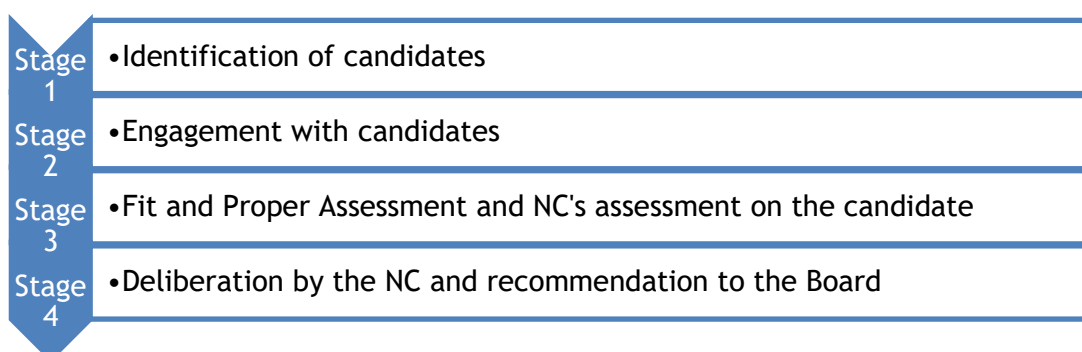 Stage
1
•Identification of candidates
Stage
2
•Engagement with candidates
Stage
3
•Fit and Proper Assessment and NC's assessment on the candidate
Stage
4
•Deliberation by the NC and recommendation to the Board